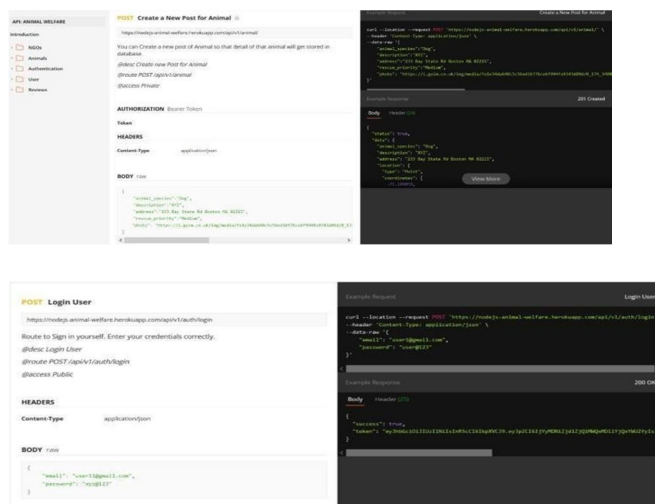 API: ANIMAL WELFARE
Introduction
NGOs
Animals
Authentication
User
Reviews
POST Create a New Post for Animal
https://nodejs-animal-welfare.herokuapp.com/api/v1/animal/
You can Create a new post of Animal so that detail of that animal will get stored in
database.
@desc Create new Post for Animal
@route POST /api/v1/animal
@access Private
AUTHORIZATION Bearer Token
Token
HEADERS
Content-Type application/json
BODY raw
{
"animal_species":"Dog",
"description":"XYZ",
"address":"233 Bay State Rd Boston MA 02215",
"rescue_priority":"Medium",
}
Example Request Create a New Post for Animal
curl --location --request POST 'https://nodejs-animal-welfare.herokuapp.com/api/v1/animal/' \
--header 'Content-Type: application/json' \
--data-raw '{
"animal_species":"Dog",
"description":"XYZ",
"address":"233 Bay State Rd Boston MA 02215",
"rescue_priority":"Medium",
}'
Example Response 201 Created
Body Header
{
"status": true,
"data": {
"animal_species": "Dog",
"description": "XYZ",
"address": "233 Bay State Rd Boston MA 02215",
"location": {
"type": "Point",
"coordinates": [
View More
POST Login User
https://nodejs-animal-welfare.herokuapp.com/api/v1/auth/login
Route to Sign in yourself. Enter your credentials correctly.
@desc Login User
@route POST /api/v1/auth/login
@access Public
HEADERS
Content-Type application/json
BODY raw
{
"email": "user1@gmail.com",
"password": "xyz@123"
}
Example Request Login User
curl --location --request POST 'https://nodejs-animal-welfare.herokuapp.com/api/v1/auth/login
--header 'Content-Type: application/json' \
--data-raw '{
"email": "user1@gmail.com",
"password": "user@123"
}'
Example Response 200 OK
Body Header
{
"success": true,
"token":
}